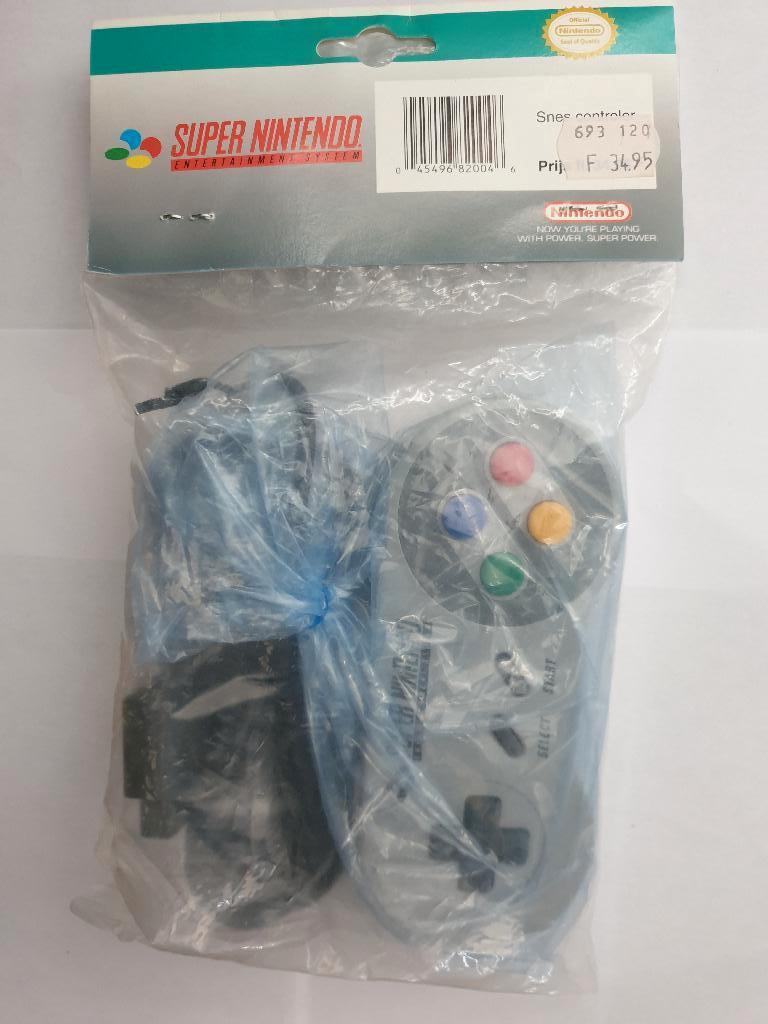 Official
Nintendo
Seal of Quality
SUPER NINTENDO
ENTERTAINMENT SYSTEM
0 45496 82004 6
Snes controler
693 120
Prij F 34.95
Nintendo
NOW YOU'RE PLAYING
WITH POWER. SUPER POWER.
START
SELECT